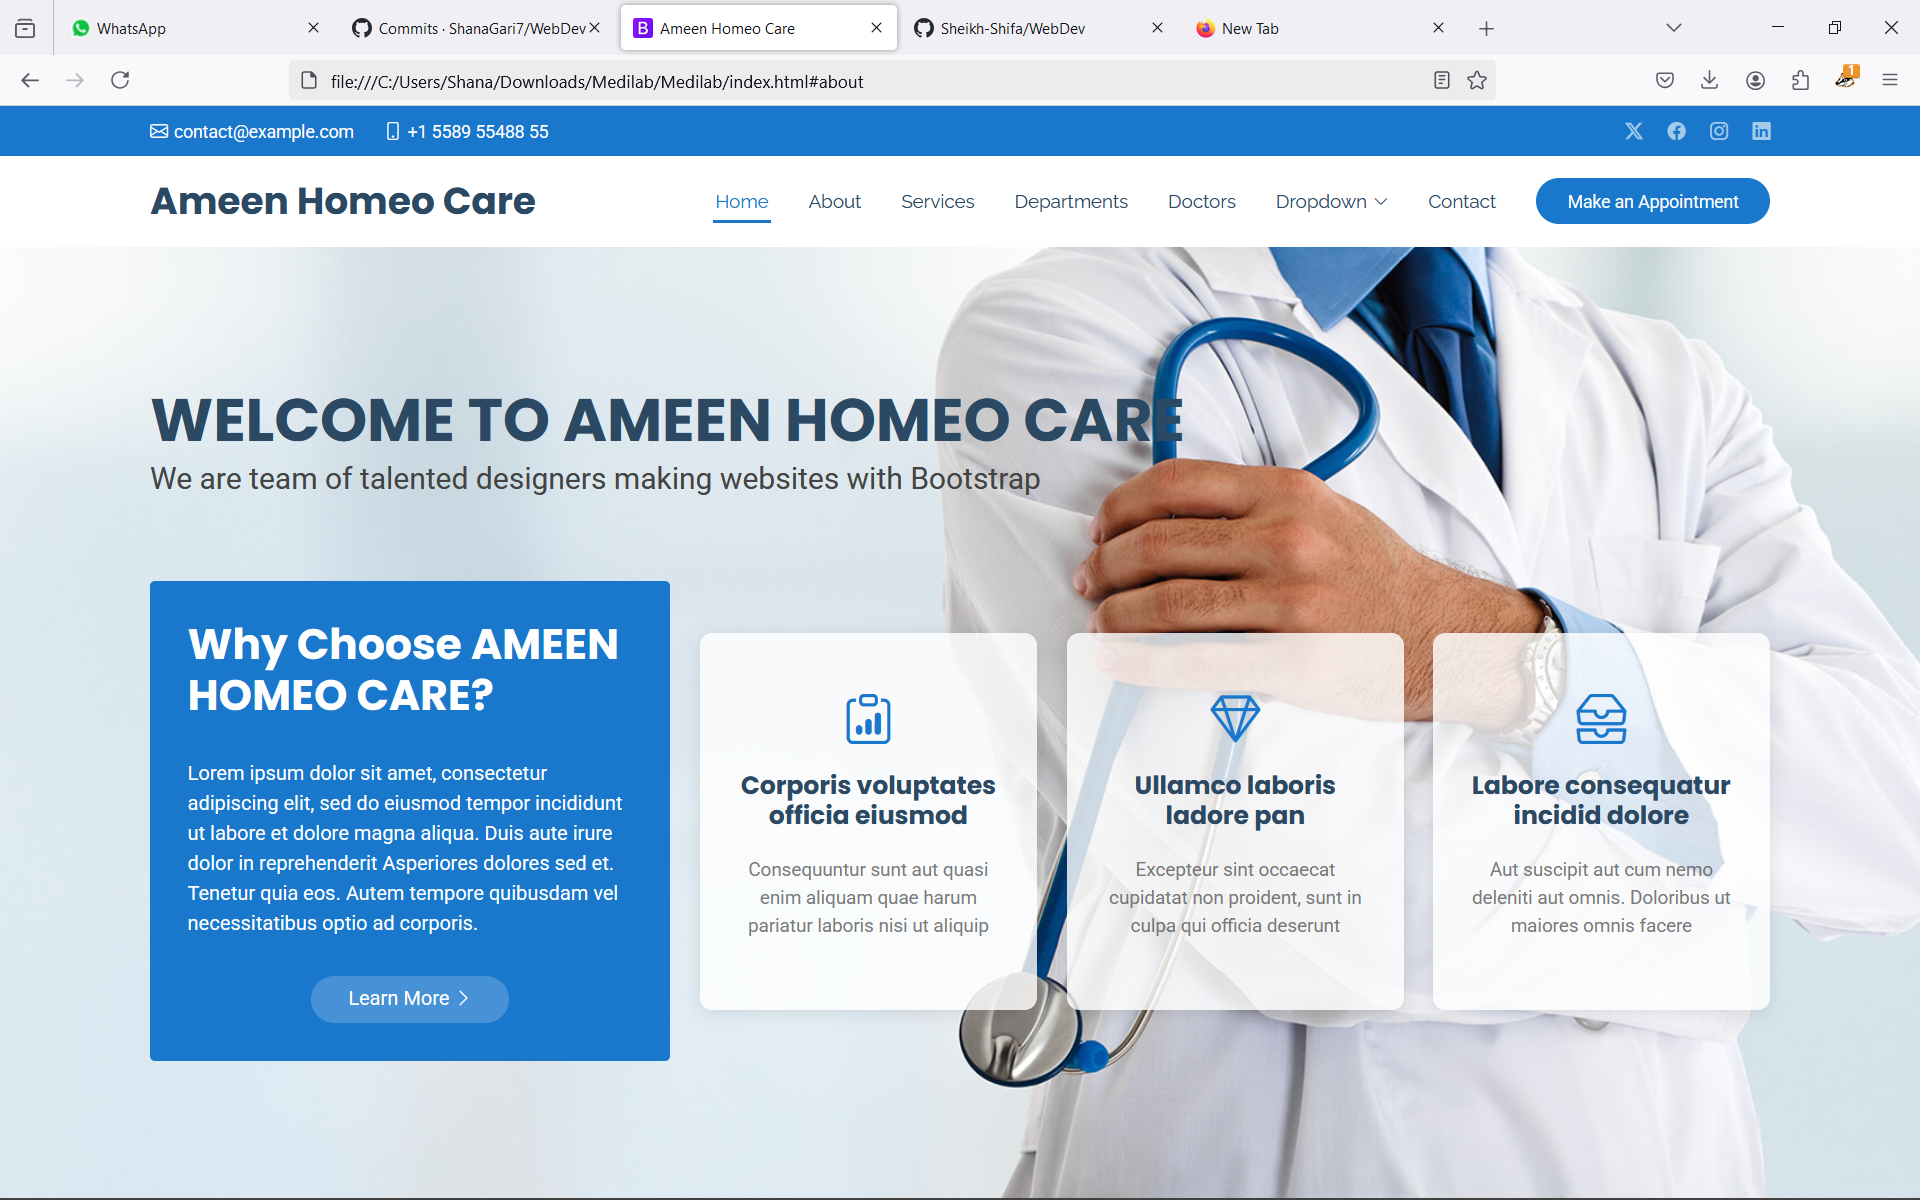 WhatsApp
Commits · ShanaGari7/WebDev
Ameen Homeo Care
Sheikh-Shifa/WebDev
New Tab
file:///C:/Users/Shana/Downloads/Medilab/Medilab/index.html#about
1
contact@example.com +1 5589 55488 55
Ameen Homeo Care
Home About Services Departments Doctors Dropdown Contact Make an Appointment
WELCOME TO AMEEN HOMEO CARE
We are team of talented designers making websites with Bootstrap
Why Choose AMEEN
HOMEO CARE?
Lorem ipsum dolor sit amet, consectetur
adipiscing elit, sed do eiusmod tempor incididunt
ut labore et dolore magna aliqua. Duis aute irure
dolor in reprehenderit Asperiores dolores sed et.
Tenetur quia eos. Autem tempore quibusdam vel
necessitatibus optio ad corporis.
Learn More
Corporis voluptates
officia eiusmod
Consequuntur sunt aut quasi
enim aliquam quae harum
pariatur laboris nisi ut aliquip
Ullamco laboris
ladore pan
Excepteur sint occaecat
cupidatat non proident, sunt in
culpa qui officia deserunt
Labore consequatur
incidid dolore
Aut suscipit aut cum nemo
deleniti aut omnis. Doloribus ut
maiores omnis facere